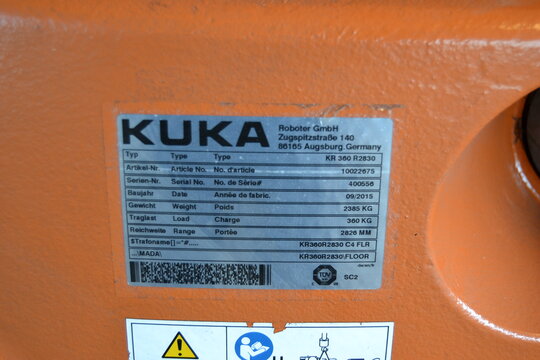 KUKA Roboter GmbH
Zugspitzstraße 140
86165 Augsburg, Germany
Typ Type Type KR 360 R2830
Artikel-Nr. Article No. No. d'article 10022675
Serien-Nr. Serial No. No. de Série# 400556
Baujahr Date Année de fabric. 09/2015
Gewicht Weight Poids 2385 KG
Traglast Load Charge 360 KG
Reichweite Range Portée 2826 MM
$Trafoname[]="#..... KR360R2830 C4 FLR
...\MADA\ KR360R2830\FLOOR
TÜV SC2